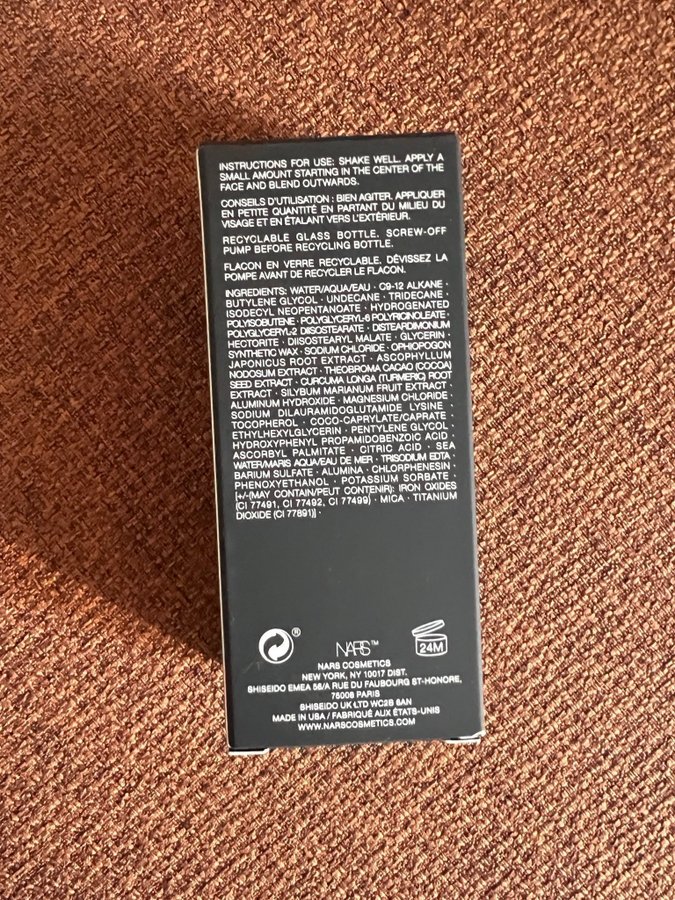 INSTRUCTIONS FOR USE: SHAKE WELL. APPLY A
SMALL AMOUNT STARTING IN THE CENTER OF THE
FACE AND BLEND OUTWARDS.
CONSEILS D'UTILISATION : BIEN AGITER. APPLIQUER
EN PETITE QUANTITÉ EN PARTANT DU MILIEU DU
VISAGE ET EN ÉTALANT VERS L'EXTÉRIEUR.
RECYCLABLE GLASS BOTTLE. SCREW-OFF
PUMP BEFORE RECYCLING BOTTLE.
FLACON EN VERRE RECYCLABLE, DÉVISSEZ LA
POMPE AVANT DE RECYCLER LE FLACON.
INGREDIENTS: WATER/AQUA/EAU · C9-12 ALKANE ·
BUTYLENE GLYCOL · UNDECANE · TRIDECANE ·
ISODECYL NEOPENTANOATE · HYDROGENATED
POLYISOBUTENE · POLYGLYCERYL-6 POLYRICINOLEATE ·
POLYGLYCERYL-2 DIISOSTEARATE · DISTEARDIMONIUM
HECTORITE · DIISOSTEARYL MALATE · GLYCERIN ·
SYNTHETIC WAX · SODIUM CHLORIDE · OPHIOPOGON
JAPONICUS ROOT EXTRACT · ASCOPHYLLUM
NODOSUM EXTRACT · THEOBROMA CACAO (COCOA)
SEED EXTRACT · CURCUMA LONGA (TURMERIC) ROOT
EXTRACT · SILYBUM MARIANUM FRUIT EXTRACT ·
ALUMINUM HYDROXIDE · MAGNESIUM CHLORIDE ·
SODIUM DILAURAMIDOGLUTAMIDE LYSINE ·
TOCOPHEROL · COCO-CAPRYLATE/CAPRATE ·
ETHYLHEXYLGLYCERIN · PENTYLENE GLYCOL ·
HYDROXYPHENYL PROPAMIDOBENZOIC ACID ·
ASCORBYL PALMITATE · CITRIC ACID · SEA
WATER/MARIS AQUA/EAU DE MER · TRISODIUM EDTA ·
BARIUM SULFATE · ALUMINA · CHLORPHENESIN ·
PHENOXYETHANOL · POTASSIUM SORBATE ·
[+/-(MAY CONTAIN/PEUT CONTENIR): IRON OXIDES
(CI 77491, CI 77492, CI 77499) · MICA · TITANIUM
DIOXIDE (CI 77891)] ·
®
NARS™
24M
NARS COSMETICS
NEW YORK, NY 10017 DIST.
SHISEIDO EMEA 56/A RUE DU FAUBOURG ST-HONORE,
75008 PARIS
SHISEIDO UK LTD WC2B 6AN
MADE IN USA / FABRIQUÉ AUX ÉTATS-UNIS
WWW.NARSCOSMETICS.COM